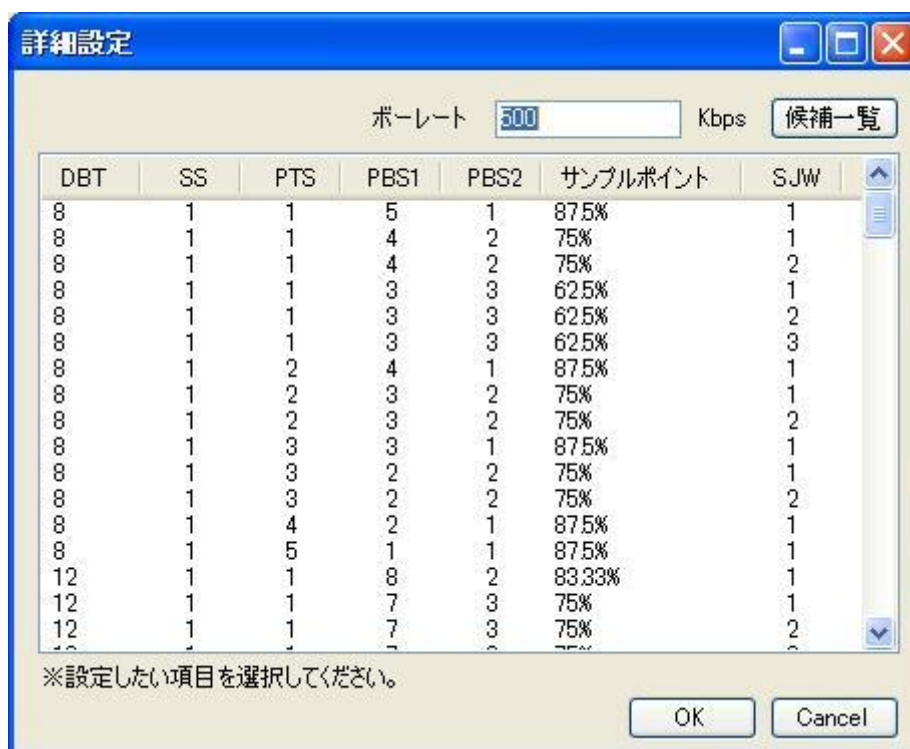 詳細設定
ボーレート 500 Kbps 候補一覧
DBT SS PTS PBS1 PBS2 サンプルポイント SJW
8 1 1 5 1 87.5% 1
8 1 1 4 2 75% 1
8 1 1 4 2 75% 2
8 1 1 3 3 62.5% 1
8 1 1 3 3 62.5% 2
8 1 1 3 3 62.5% 3
8 1 2 4 1 87.5% 1
8 1 2 3 2 75% 1
8 1 2 3 2 75% 2
8 1 3 3 1 87.5% 1
8 1 3 2 2 75% 1
8 1 3 2 2 75% 2
8 1 4 2 1 87.5% 1
8 1 5 1 1 87.5% 1
12 1 1 8 2 83.33% 1
12 1 1 7 3 75% 1
12 1 1 7 3 75% 2
※設定したい項目を選択してください。
OK Cancel